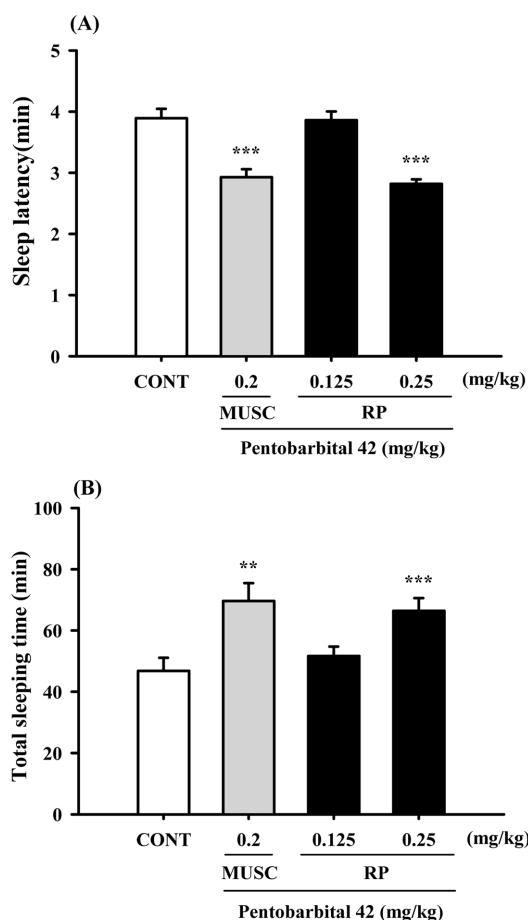 (A)
Sleep latency(min)
5
4
3
2
1
0
***
***
CONT 0.2 0.125 0.25 (mg/kg)
MUSC RP
Pentobarbital 42 (mg/kg)
(B)
Total sleeping time (min)
100
80
60
40
20
0
**
***
CONT 0.2 0.125 0.25 (mg/kg)
MUSC RP
Pentobarbital 42 (mg/kg)